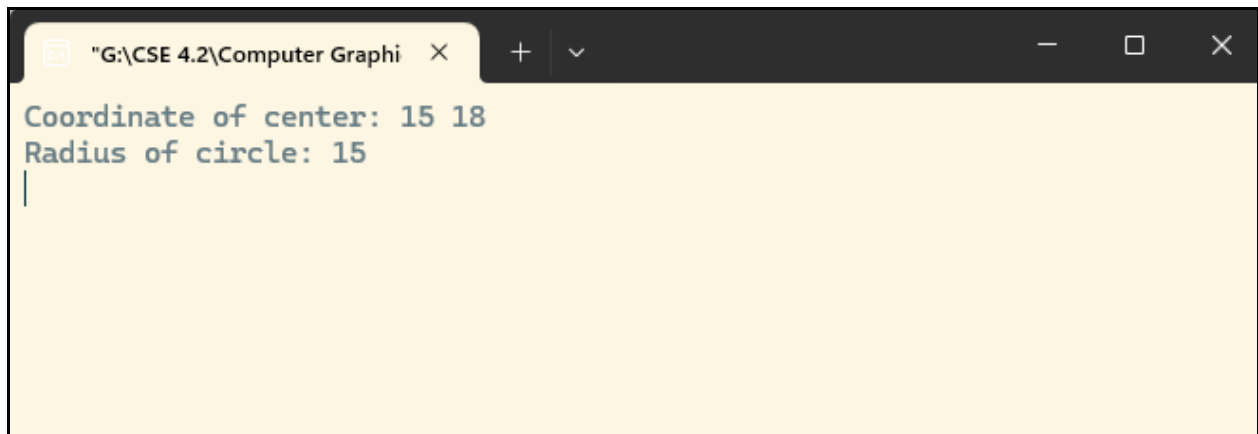 "G:\CSE 4.2\Computer Graphi
Coordinate of center: 15 18
Radius of circle: 15